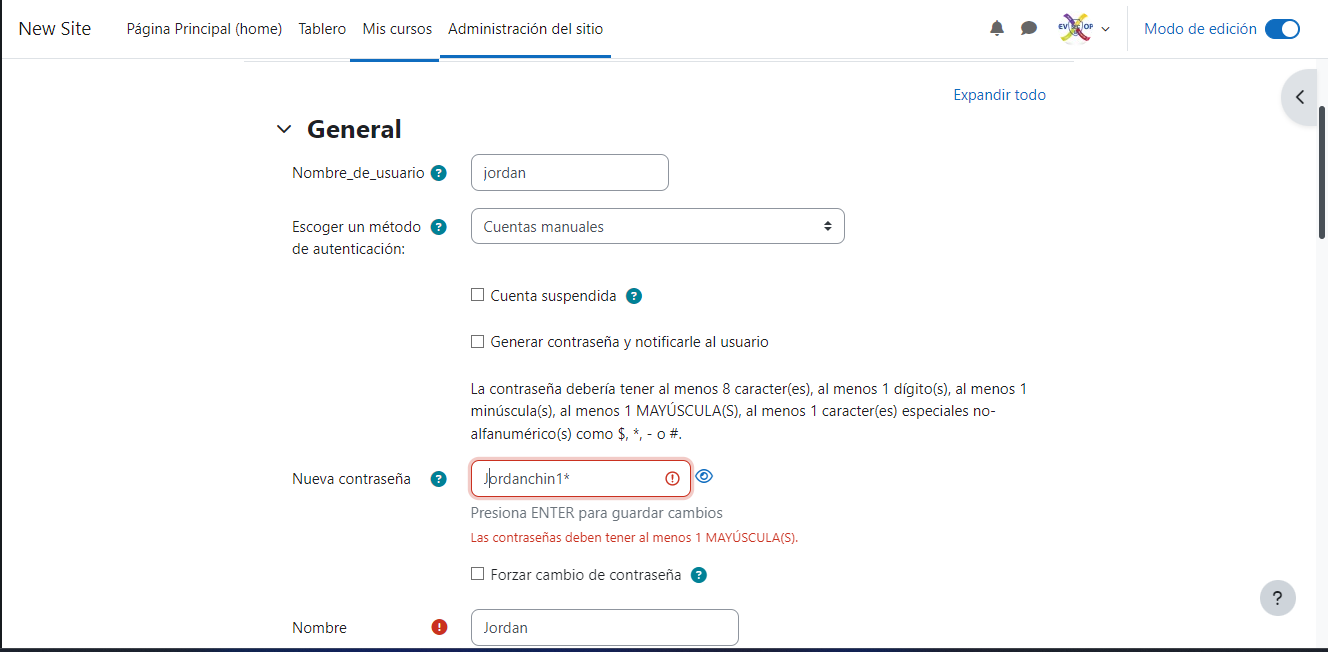 New Site Página Principal (home) Tablero Mis cursos Administración del sitio EV OP Modo de edición
Expandir todo
General
Nombre_de_usuario ? jordan
Escoger un método ? Cuentas manuales
de autenticación:
Cuenta suspendida ?
Generar contraseña y notificarle al usuario
La contraseña debería tener al menos 8 caracter(es), al menos 1 dígito(s), al menos 1
minúscula(s), al menos 1 MAYÚSCULA(S), al menos 1 caracter(es) especiales no-
alfanumérico(s) como $, *, - o #.
Nueva contraseña ? Jordanchin1*
Presiona ENTER para guardar cambios
Las contraseñas deben tener al menos 1 MAYÚSCULA(S).
Forzar cambio de contraseña ?
?
Nombre Jordan